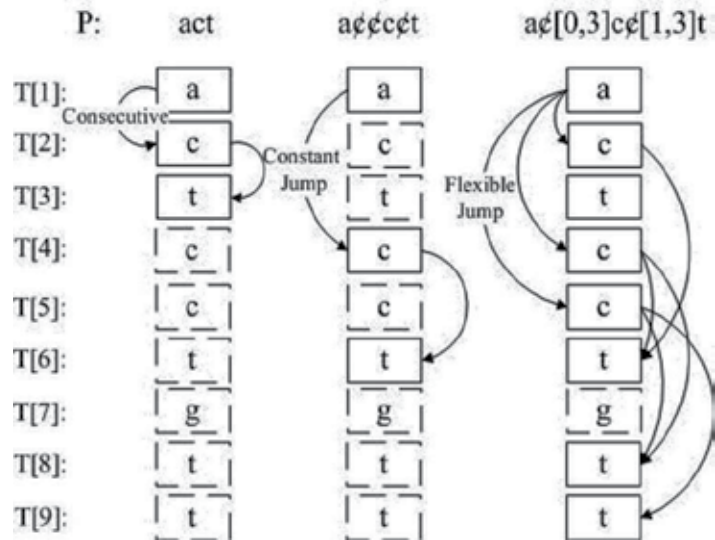 P: act a¢¢c¢t a¢[0,3]c¢[1,3]t
T[1]: a a a
Consecutive
T[2]: c c c
Constant Jump
Flexible Jump
T[3]: t t t
T[4]: c c c
T[5]: c c c
T[6]: t t t
T[7]: g g g
T[8]: t t t
T[9]: t t t